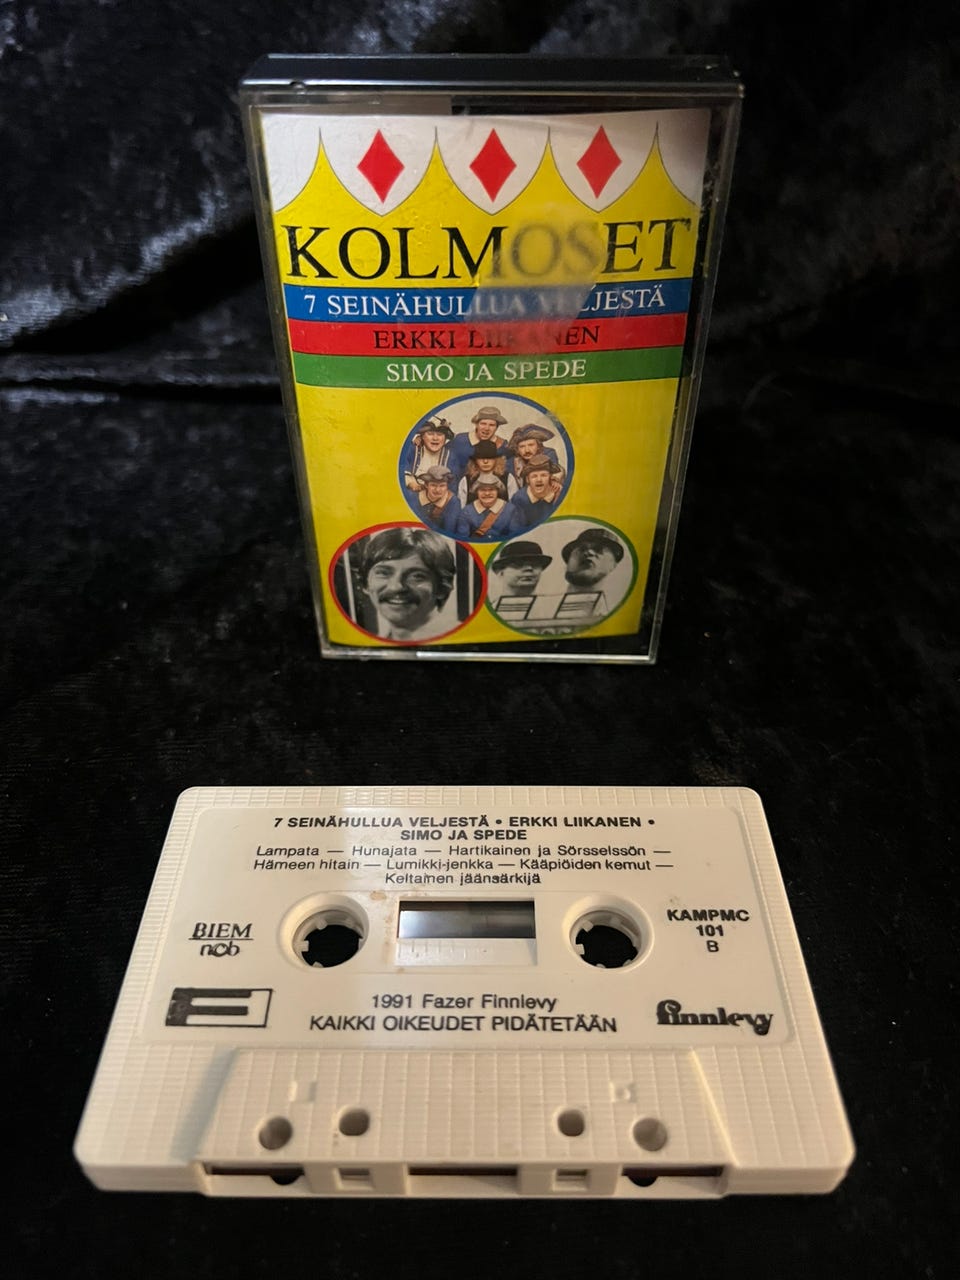 KOLMOSET
7 SEINÄHULLUA VELJESTÄ
ERKKI LIIKANEN
SIMO JA SPEDE
7 SEINÄHULLUA VELJESTÄ • ERKKI LIIKANEN •
SIMO JA SPEDE
Lampata — Hunajata — Hartikainen ja Sörsselssön —
Hämeen hitain — Lumikki-jenkka — Kääpiöiden kemut —
Keltainen jäänsärkijä
BIEM
ncb
KAMPMC
101
B
1991 Fazer Finnlevy
KAIKKI OIKEUDET PIDÄTETÄÄN
F
finnlevy